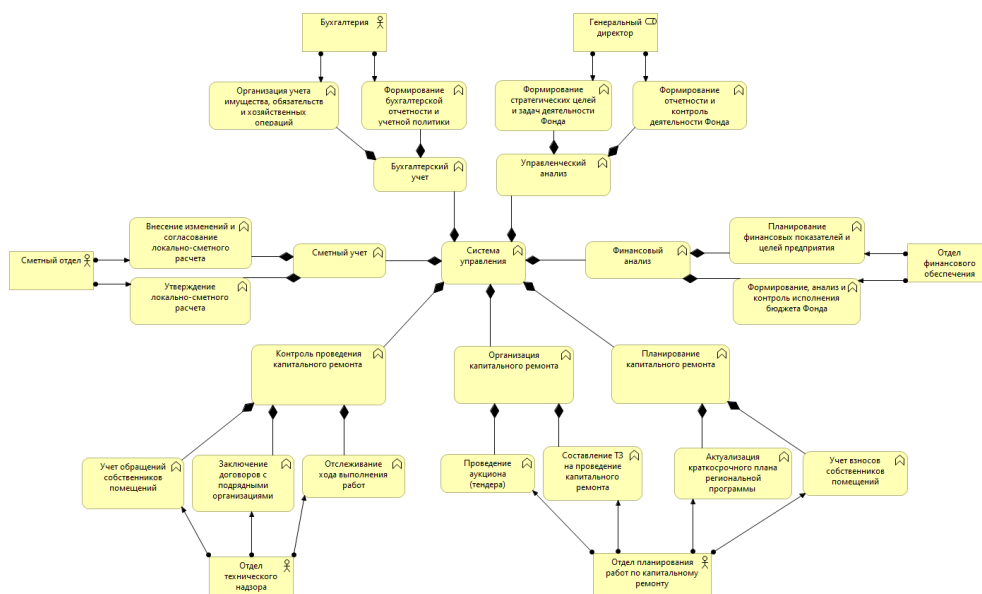 Бухгалтерия
Генеральный
директор
Организация учета
имущества, обязательств
и хозяйственных
операций
Формирование
бухгалтерской
отчетности и
учетной политики
Формирование
стратегических целей
и задач деятельности
Фонда
Формирование
отчетности и
контроль
деятельности Фонда
Бухгалтерский
учет
Управленческий
анализ
Внесение изменений и
согласование
локально-сметного
расчета
Сметный учет
Система
управления
Финансовый
анализ
Планирование
финансовых показателей и
целей предприятия
Сметный отдел
Отдел
финансового
обеспечения
Утверждение
локально-сметного
расчета
Формирование, анализ и
контроль исполнения
бюджета Фонда
Контроль проведения
капитального ремонта
Организация
капитального ремонта
Планирование
капитального ремонта
Учет обращений
собственников
помещений
Заключение
договоров с
подрядными
организациями
Отслеживание
хода выполнения
работ
Проведение
аукциона
(тендера)
Составление ТЗ
на проведение
капитального
ремонта
Актуализация
краткосрочного плана
региональной
программы
Учет взносов
собственников
помещений
Отдел
технического
надзора
Отдел планирования
работ по капитальному
ремонту